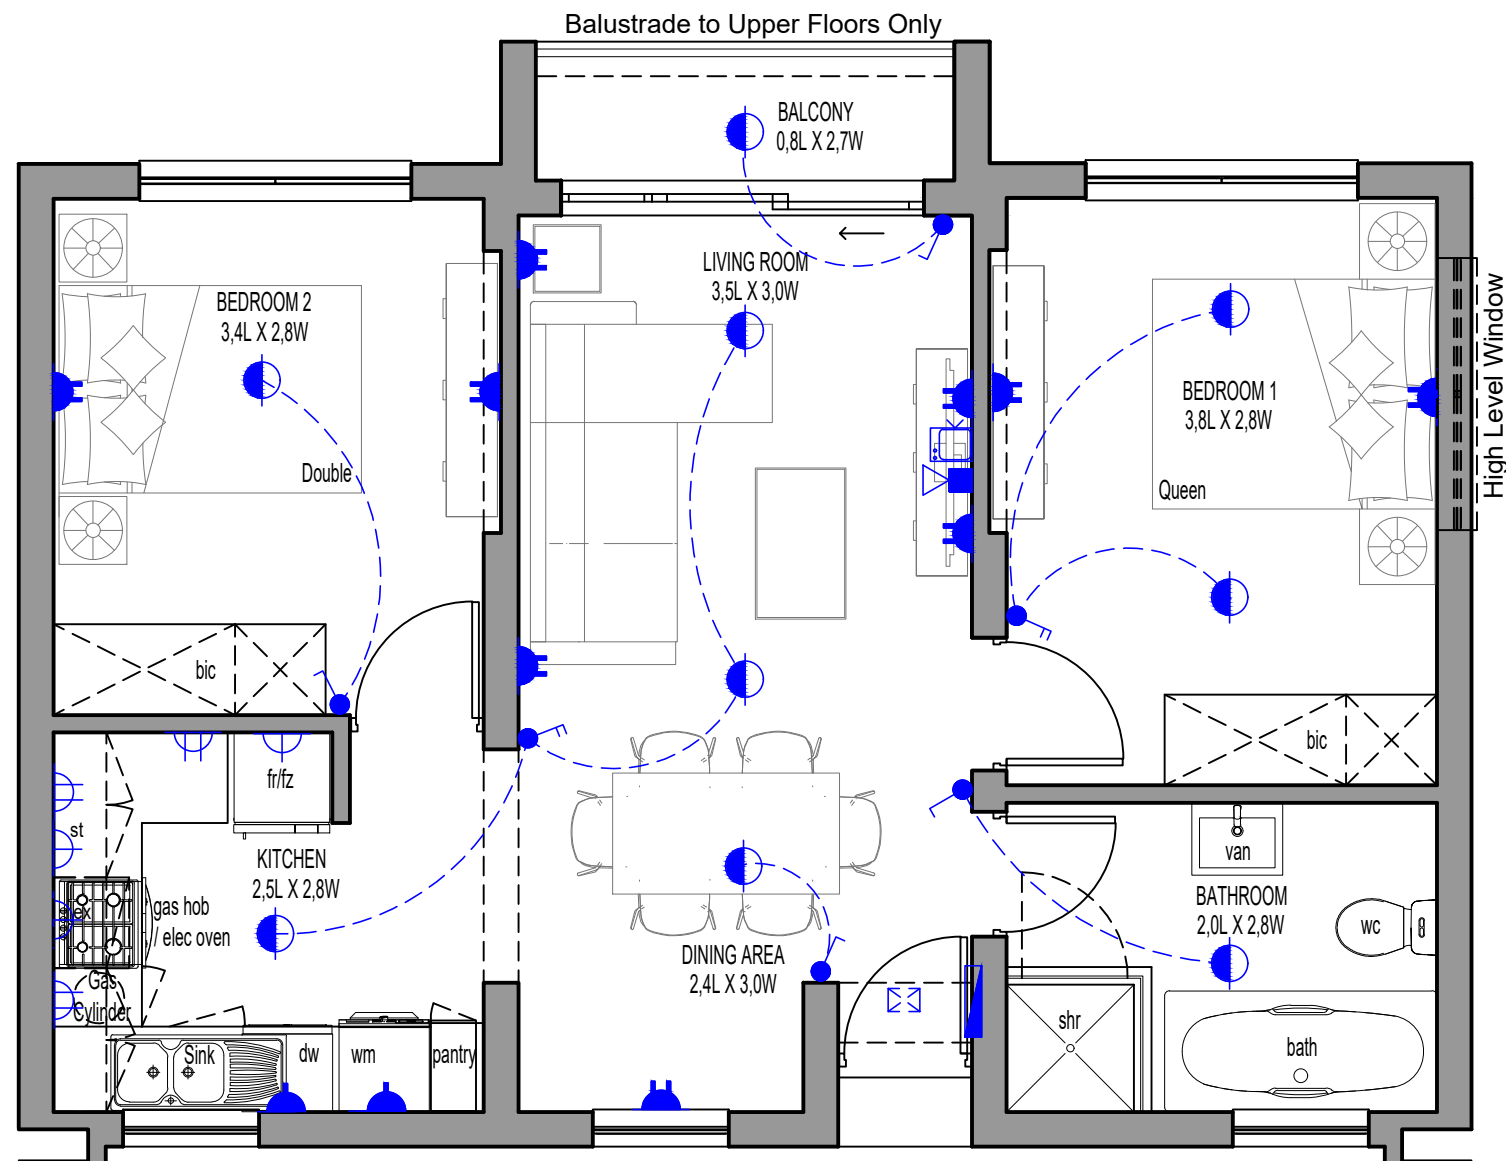 Balustrade to Upper Floors Only
BALCONY
0,8L X 2,7W
LIVING ROOM
3,5L X 3,0W
BEDROOM 2
3,4L X 2,8W
Double
BEDROOM 1
3,8L X 2,8W
Queen
High Level Window
bic
bic
fr/fz
st
KITCHEN
2,5L X 2,8W
ex
gas hob
/ elec oven
Gas
Cylinder
Sink
dw
wm
pantry
DINING AREA
2,4L X 3,0W
van
BATHROOM
2,0L X 2,8W
wc
shr
bath